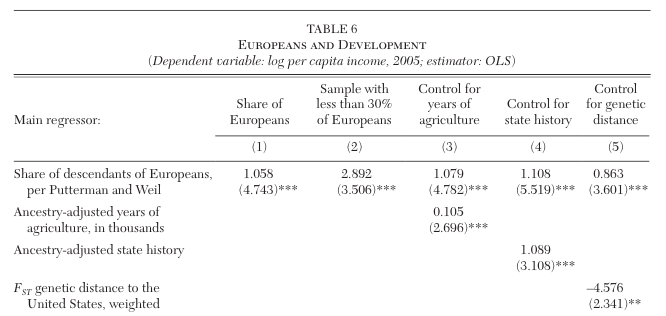 TABLE 6
EUROPEANS AND DEVELOPMENT
(Dependent variable: log per capita income, 2005; estimator: OLS)
Main regressor: Share of Europeans Sample with less than 30% of Europeans Control for years of agriculture Control for state history Control for genetic distance
(1) (2) (3) (4) (5)
Share of descendants of Europeans, 1.058 2.892 1.079 1.108 0.863
per Putterman and Weil (4.743)*** (3.506)*** (4.782)*** (5.519)*** (3.601)***
Ancestry-adjusted years of 0.105
agriculture, in thousands (2.696)***
Ancestry-adjusted state history 1.089
(3.108)***
FST genetic distance to the –4.576
United States, weighted (2.341)**